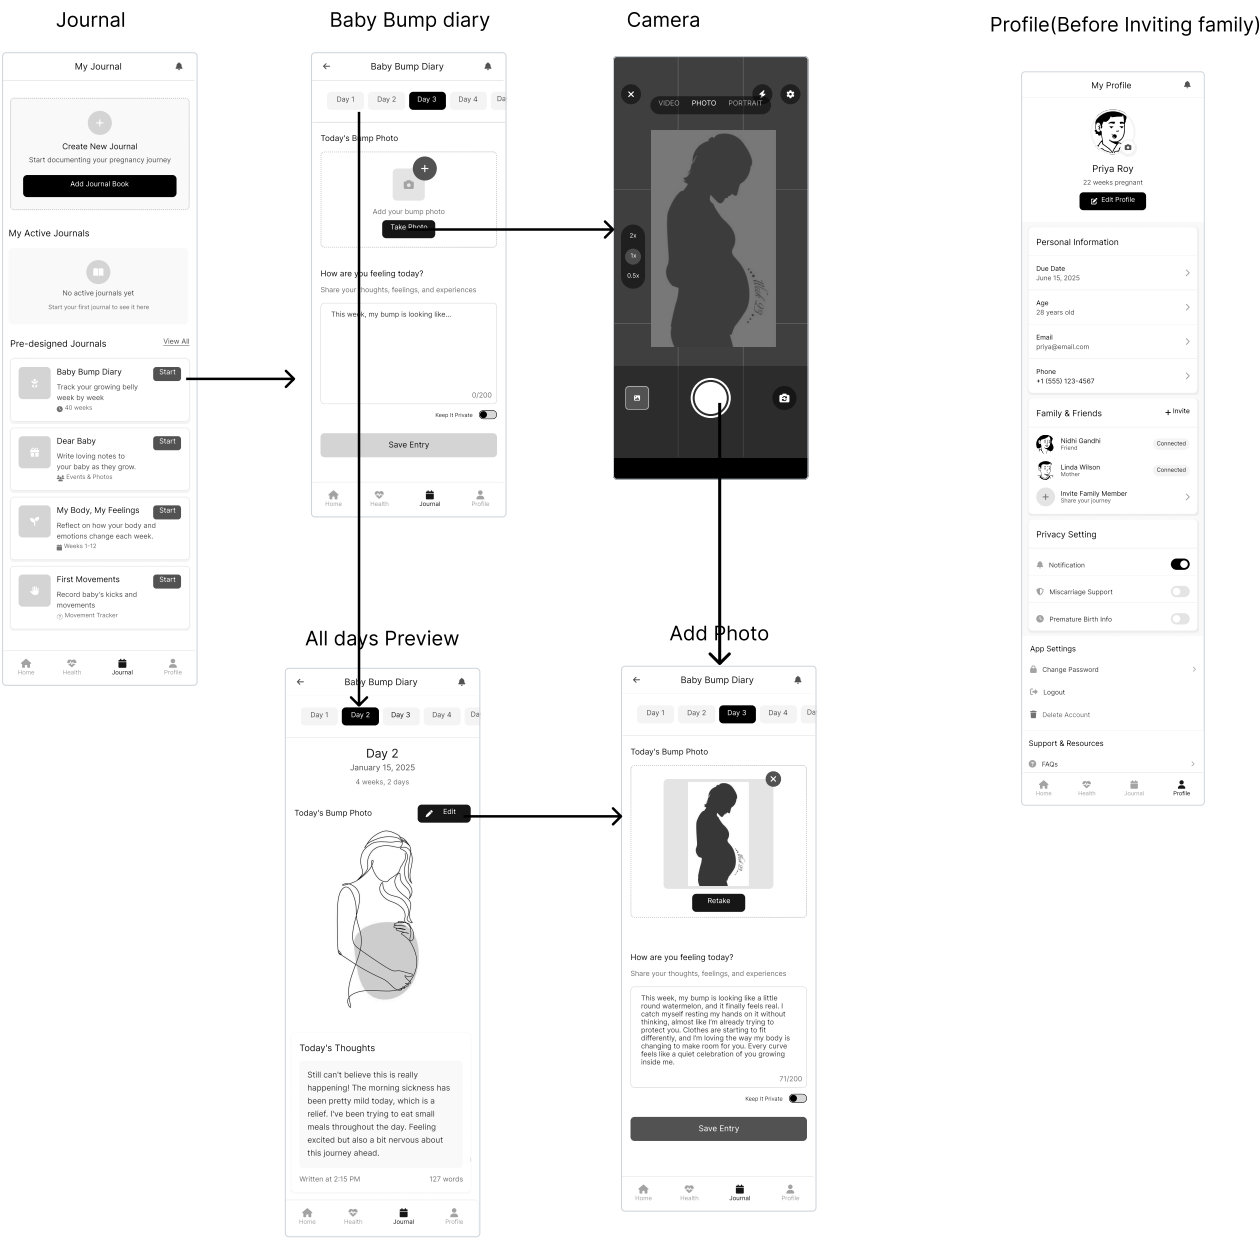 Journal
My Journal
Create New Journal
Start documenting your pregnancy journey
Add Journal Book
My Active Journals
No active journals yet
Start your first journal to see it here
Pre-designed Journals
View All
Baby Bump Diary
Start
Track your growing belly
week by week
40 weeks
Dear Baby
Start
Write loving notes to
your baby as they grow.
Events & Photos
My Body, My Feelings
Start
Reflect on how your body and
emotions change each week.
Weeks 1-12
First Movements
Start
Record baby's kicks and
movements
Movement Tracker
Home
Health
Journal
Profile
Baby Bump diary
Baby Bump Diary
Day 1
Day 2
Day 3
Day 4
Da
Today's Bump Photo
Add your bump photo
Take Photo
How are you feeling today?
Share your thoughts, feelings, and experiences
This week, my bump is looking like...
0/200
Keep It Private
Save Entry
Home
Health
Journal
Profile
Camera
VIDEO
PHOTO
PORTRAIT
2x
1x
0.5x
All days Preview
Baby Bump Diary
Day 1
Day 2
Day 3
Day 4
Da
Day 2
January 15, 2025
4 weeks, 2 days
Today's Bump Photo
Edit
Today's Thoughts
Still can't believe this is really
happening! The morning sickness has
been pretty mild today, which is a
relief. I've been trying to eat small
meals throughout the day. Feeling
excited but also a bit nervous about
this journey ahead.
Written at 2:15 PM
127 words
Home
Health
Journal
Profile
Add Photo
Baby Bump Diary
Day 1
Day 2
Day 3
Day 4
Da
Today's Bump Photo
Retake
How are you feeling today?
Share your thoughts, feelings, and experiences
This week, my bump is looking like a little
round watermelon, and it finally feels real. I
catch myself resting my hands on it without
thinking, almost like I'm already trying to
protect you. Clothes are starting to fit
differently, and I'm loving the way my body is
changing to make room for you. Every curve
feels like a quiet celebration of you growing
inside me.
71/200
Keep It Private
Save Entry
Home
Health
Journal
Profile
Profile(Before Inviting family)
My Profile
Priya Roy
22 weeks pregnant
Edit Profile
Personal Information
Due Date
June 15, 2025
Age
28 years old
Email
priya@email.com
Phone
+1 (555) 123-4567
Family & Friends
+ Invite
Nidhi Gandhi
Friend
Connected
Linda Wilson
Mother
Connected
Invite Family Member
Share your journey
Privacy Setting
Notification
Miscarriage Support
Premature Birth Info
App Settings
Change Password
Logout
Delete Account
Support & Resources
FAQs
Home
Health
Journal
Profile